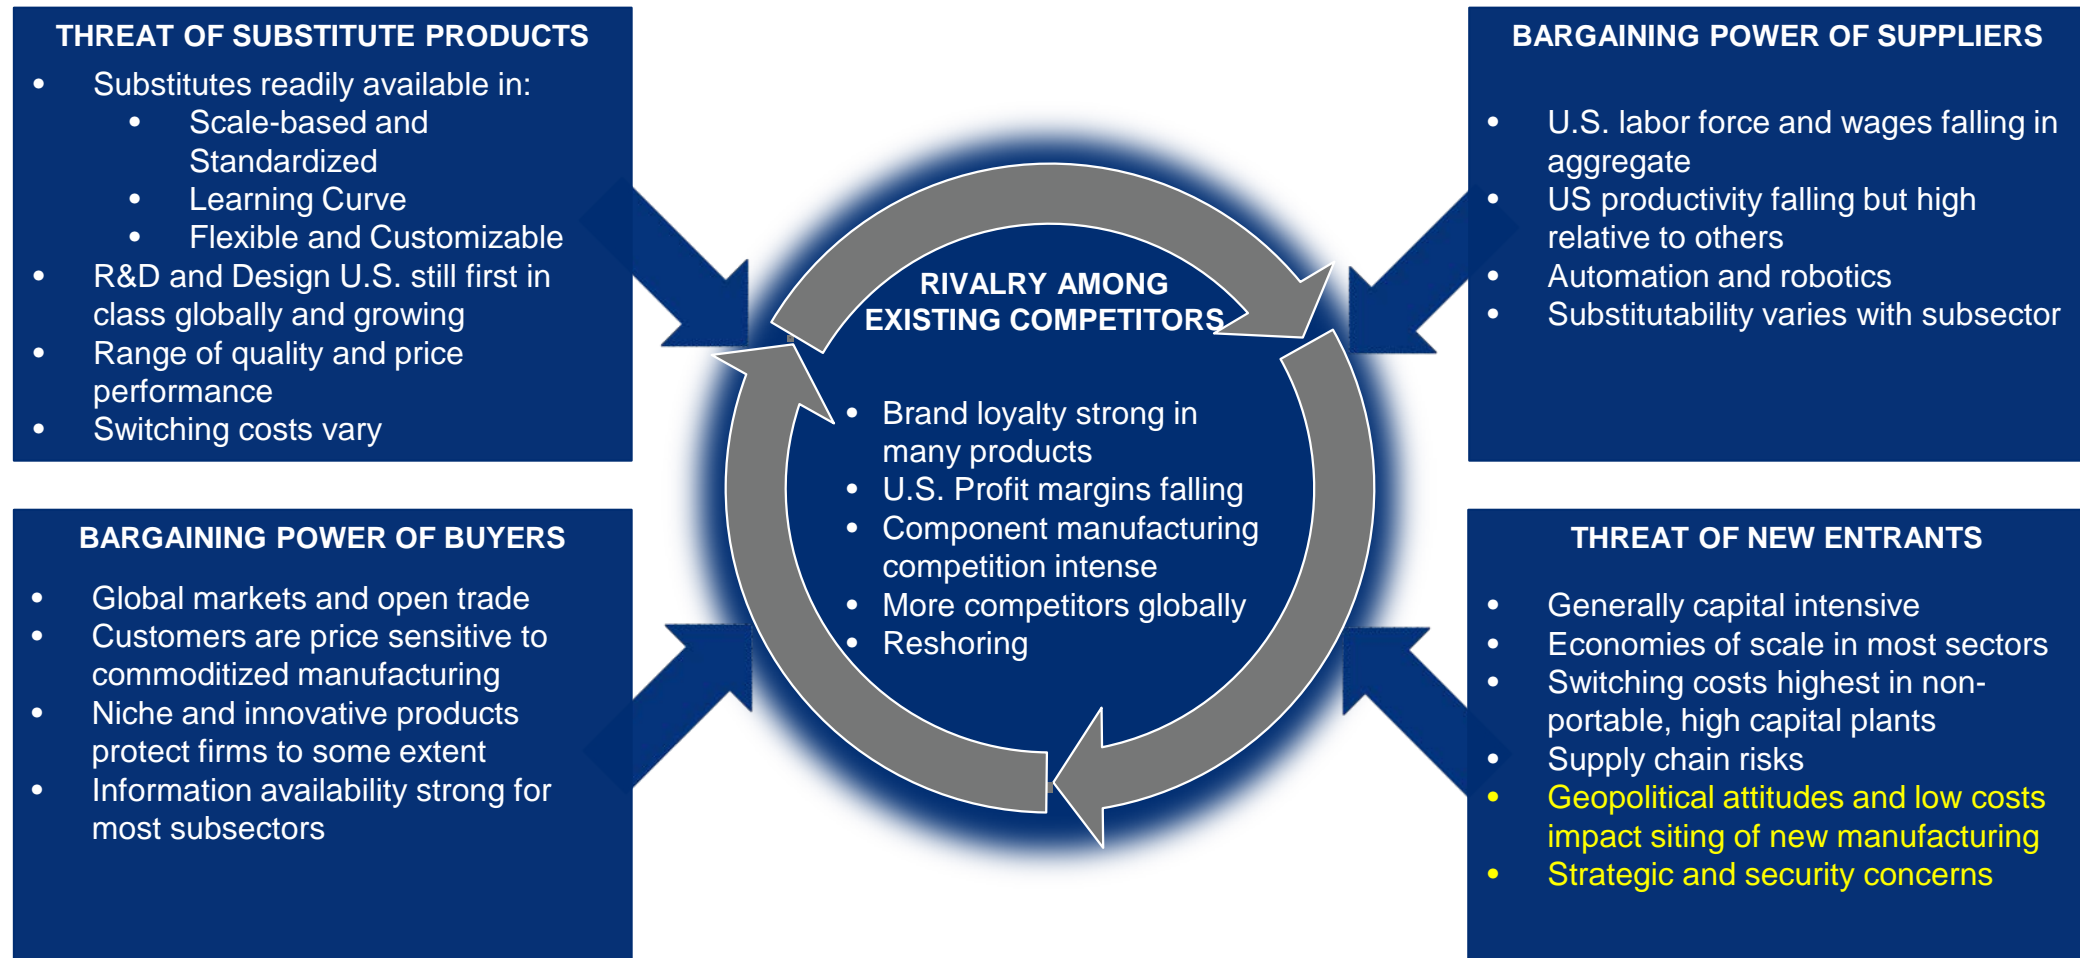 THREAT OF SUBSTITUTE PRODUCTS
• Substitutes readily available in:
• Scale-based and
Standardized
• Learning Curve
• Flexible and Customizable
• R&D and Design U.S. still first in
class globally and growing
• Range of quality and price
performance
• Switching costs vary
BARGAINING POWER OF SUPPLIERS
• U.S. labor force and wages falling in
aggregate
• US productivity falling but high
relative to others
• Automation and robotics
• Substitutability varies with subsector
RIVALRY AMONG
EXISTING COMPETITORS
• Brand loyalty strong in
many products
• U.S. Profit margins falling
• Component manufacturing
competition intense
• More competitors globally
• Reshoring
BARGAINING POWER OF BUYERS
• Global markets and open trade
• Customers are price sensitive to
commoditized manufacturing
• Niche and innovative products
protect firms to some extent
• Information availability strong for
most subsectors
THREAT OF NEW ENTRANTS
• Generally capital intensive
• Economies of scale in most sectors
• Switching costs highest in non-
portable, high capital plants
• Supply chain risks
• Geopolitical attitudes and low costs
impact siting of new manufacturing
• Strategic and security concerns